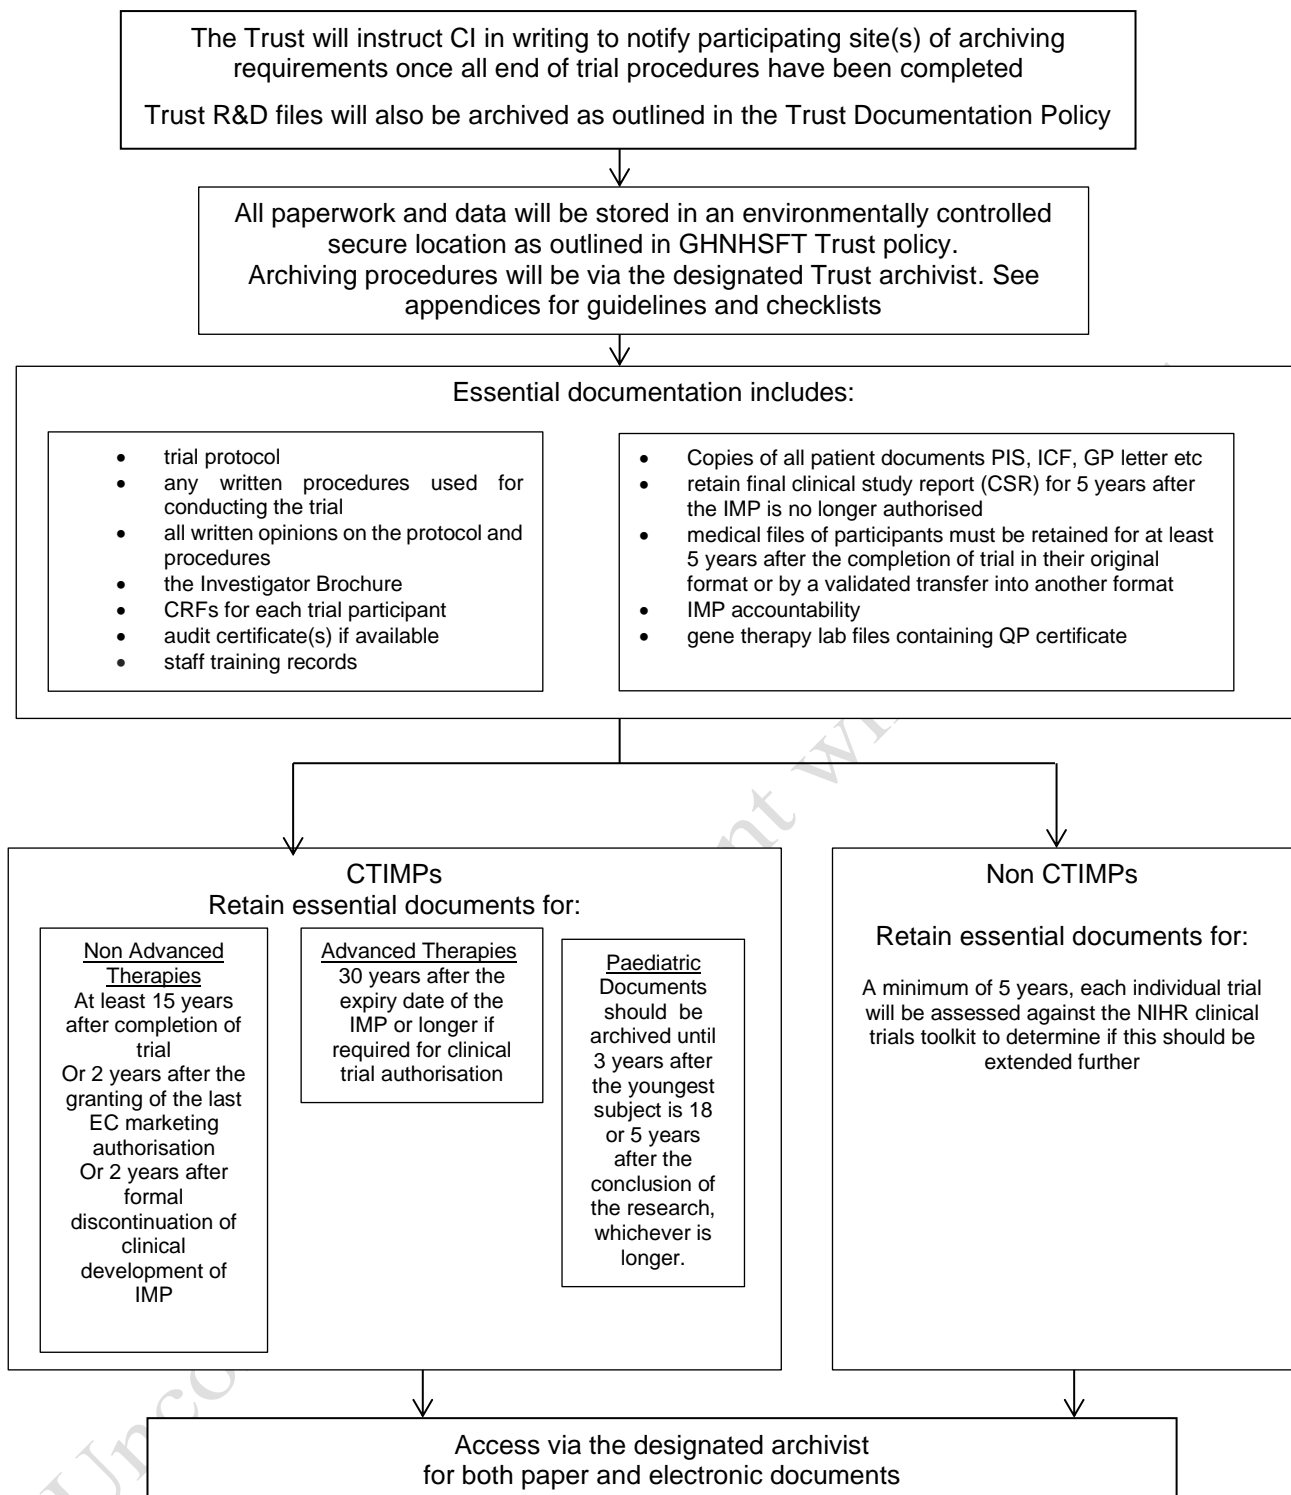 The Trust will instruct CI in writing to notify participating site(s) of archiving
requirements once all end of trial procedures have been completed
Trust R&D files will also be archived as outlined in the Trust Documentation Policy
All paperwork and data will be stored in an environmentally controlled
secure location as outlined in GHNHSFT Trust policy.
Archiving procedures will be via the designated Trust archivist. See
appendices for guidelines and checklists
Essential documentation includes:
• trial protocol
• any written procedures used for
conducting the trial
• all written opinions on the protocol and
procedures
• the Investigator Brochure
• CRFs for each trial participant
• audit certificate(s) if available
• staff training records
• Copies of all patient documents PIS, ICF, GP letter etc
• retain final clinical study report (CSR) for 5 years after
the IMP is no longer authorised
• medical files of participants must be retained for at least
5 years after the completion of trial in their original
format or by a validated transfer into another format
• IMP accountability
• gene therapy lab files containing QP certificate
CTIMPs
Retain essential documents for:
Non Advanced
Therapies
At least 15 years
after completion of
trial
Or 2 years after the
granting of the last
EC marketing
authorisation
Or 2 years after
formal
discontinuation of
clinical
development of
IMP
Advanced Therapies
30 years after the
expiry date of the
IMP or longer if
required for clinical
trial authorisation
Paediatric
Documents
should be
archived until
3 years after
the youngest
subject is 18
or 5 years
after the
conclusion of
the research,
whichever is
longer.
Non CTIMPs
Retain essential documents for:
A minimum of 5 years, each individual trial
will be assessed against the NIHR clinical
trials toolkit to determine if this should be
extended further
Access via the designated archivist
for both paper and electronic documents